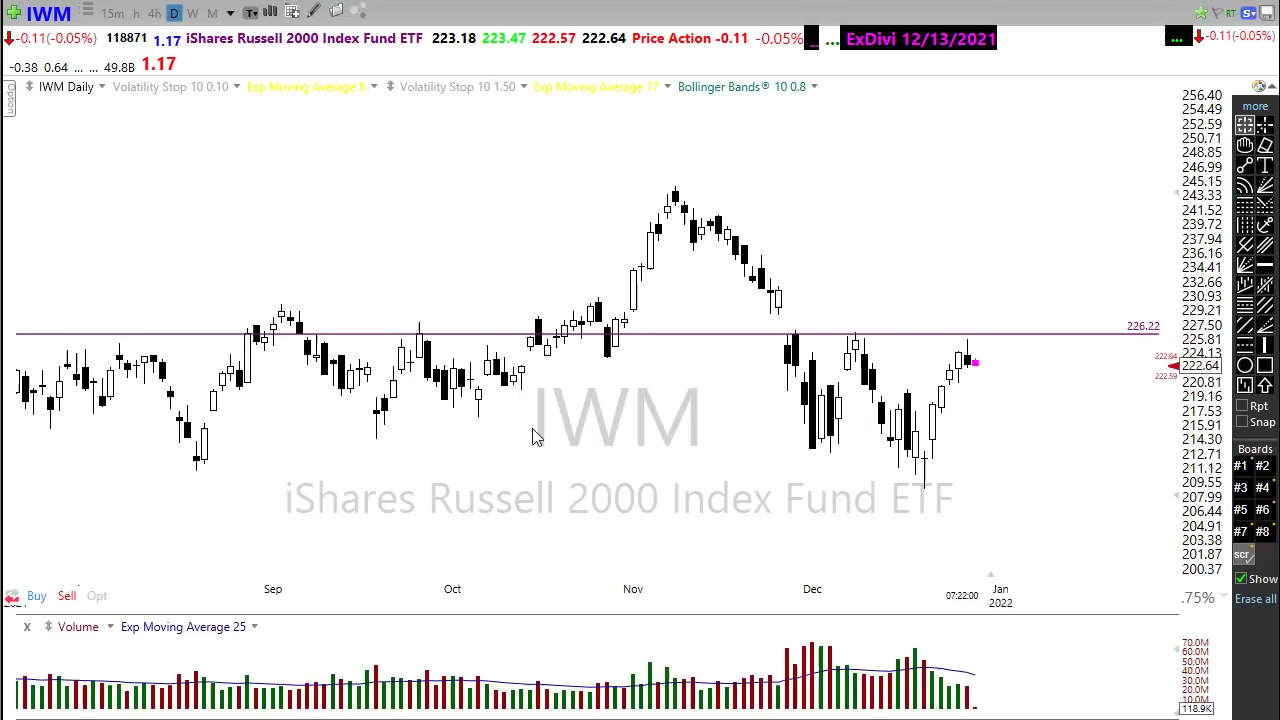 IWM 15m h 4h D W M T RT S
-0.11(-0.05%) 118871 1.17 iShares Russell 2000 Index Fund ETF 223.18 223.47 222.57 222.64 Price Action -0.11 -0.05% ... ... ExDivi 12/13/2021 ... -0.11(-0.05%)
-0.38 0.64 ... ... 49.8B 1.17
Option
IWM Daily Volatility Stop 10 0.10 Exp Moving Average 8 Volatility Stop 10 1.50 Exp Moving Average 17 Bollinger Bands® 10 0.8
256.40
more
254.49
252.59
250.71
248.85
246.99
245.15
243.33
241.52
239.72
237.94
236.16
234.41
232.66
230.93
229.21
227.50
226.22
225.81
224.13
222.64
222.64
222.59
220.81
219.16
217.53
215.91
214.30
212.71
211.12
209.55
207.99
206.44
204.91
203.38
201.87
200.37
IWM
iShares Russell 2000 Index Fund ETF
Rpt
Snap
Boards
#1 #2
#3 #4
#5 #6
#7 #8
scr
Show
Erase all
Sep Oct Nov Dec Jan
2022
07:22:00
Buy Sell Opt
.75%
X Volume Exp Moving Average 25
70.0M
60.0M
50.0M
40.0M
30.0M
20.0M
10.0M
118.9K